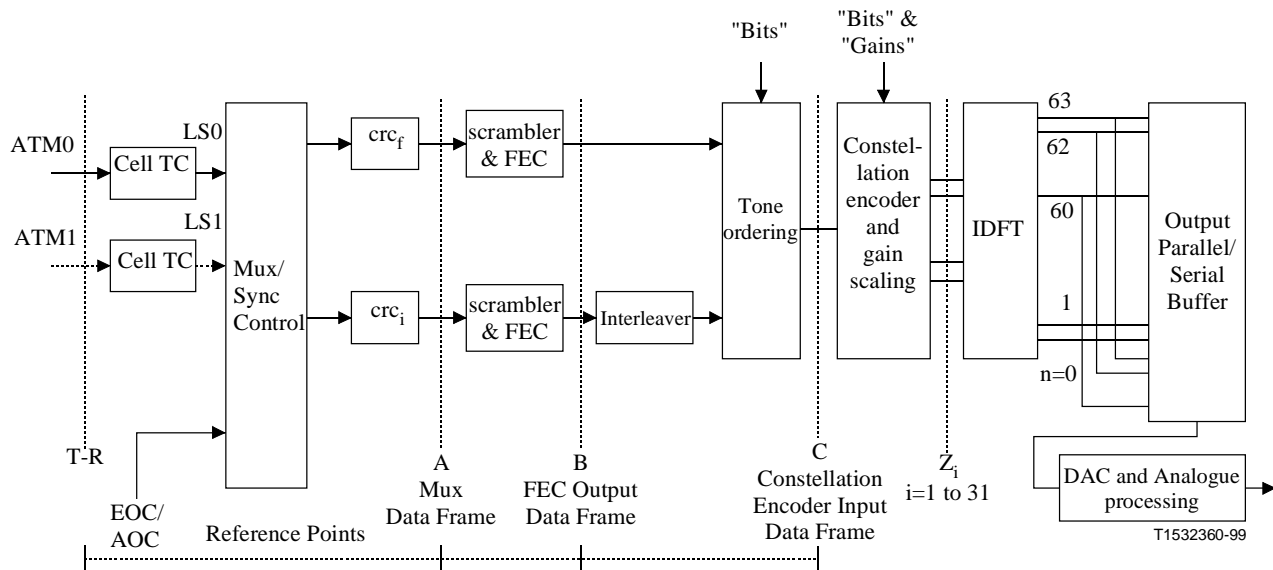 "Bits"
"Bits" &
"Gains"
ATM0
Cell TC
LS0
ATM1
Cell TC
LS1
Mux/
Sync
Control
crcf
scrambler
& FEC
crci
scrambler
& FEC
Interleaver
Tone
ordering
Constel-
lation
encoder
and
gain
scaling
IDFT
63
62
60
1
n=0
Output
Parallel/
Serial
Buffer
T-R
EOC/
AOC
Reference Points
A
Mux
Data Frame
B
FEC Output
Data Frame
C
Constellation
Encoder Input
Data Frame
Zi
i=1 to 31
DAC and Analogue
processing
T1532360-99